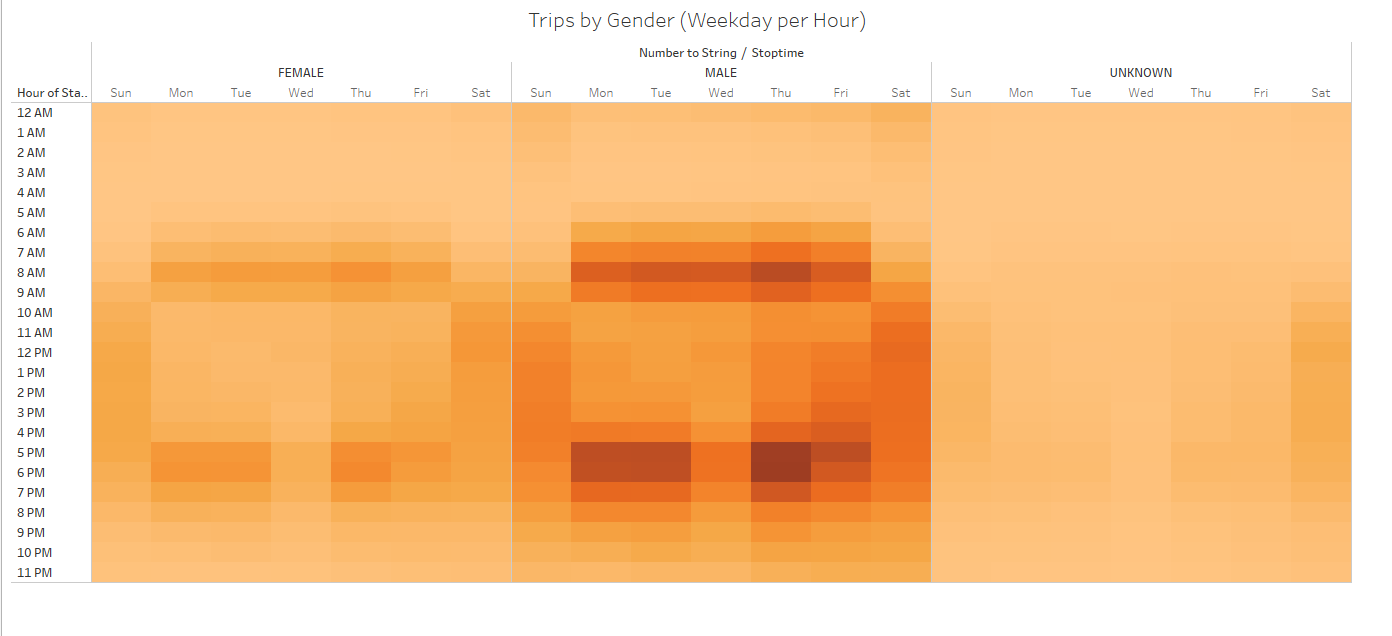 Trips by Gender (Weekday per Hour)
Number to String / Stoptime
FEMALE MALE UNKNOWN
Hour of Sta.. Sun Mon Tue Wed Thu Fri Sat Sun Mon Tue Wed Thu Fri Sat Sun Mon Tue Wed Thu Fri Sat
12 AM
1 AM
2 AM
3 AM
4 AM
5 AM
6 AM
7 AM
8 AM
9 AM
10 AM
11 AM
12 PM
1 PM
2 PM
3 PM
4 PM
5 PM
6 PM
7 PM
8 PM
9 PM
10 PM
11 PM